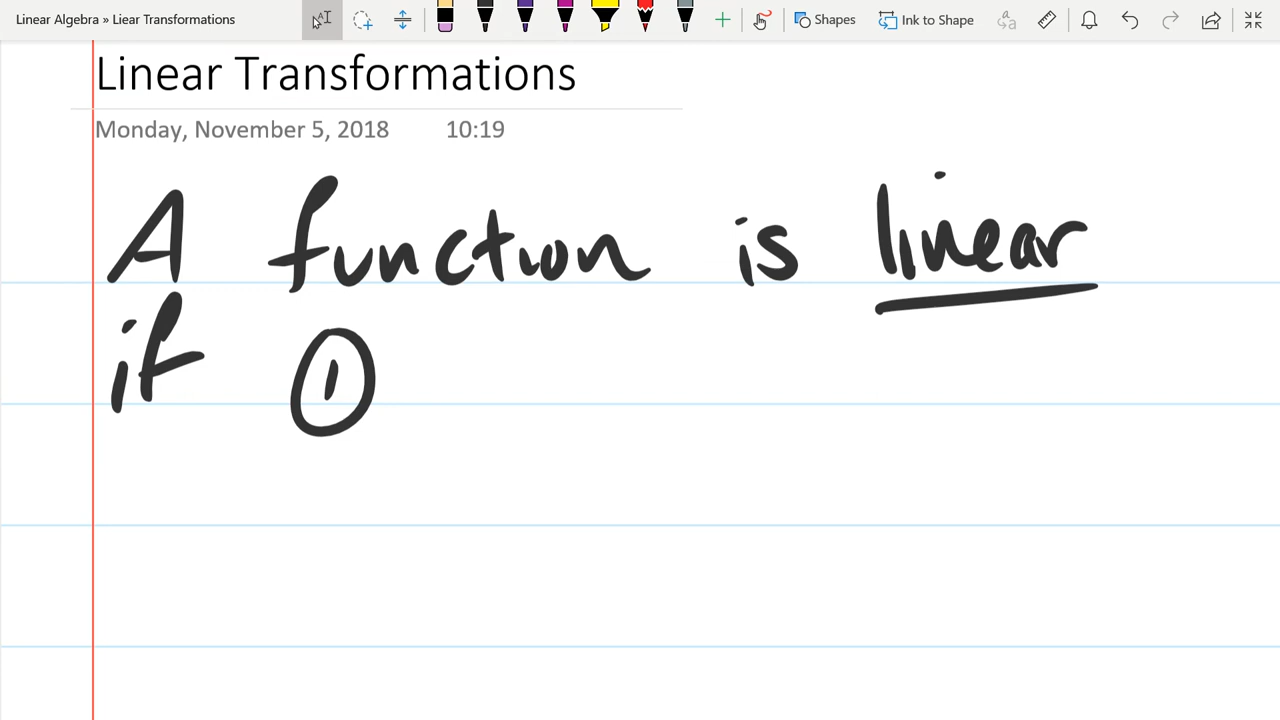 Linear Algebra » Liear Transformations
Shapes
Ink to Shape
Linear Transformations
Monday, November 5, 2018 10:19
A function is linear
if ①